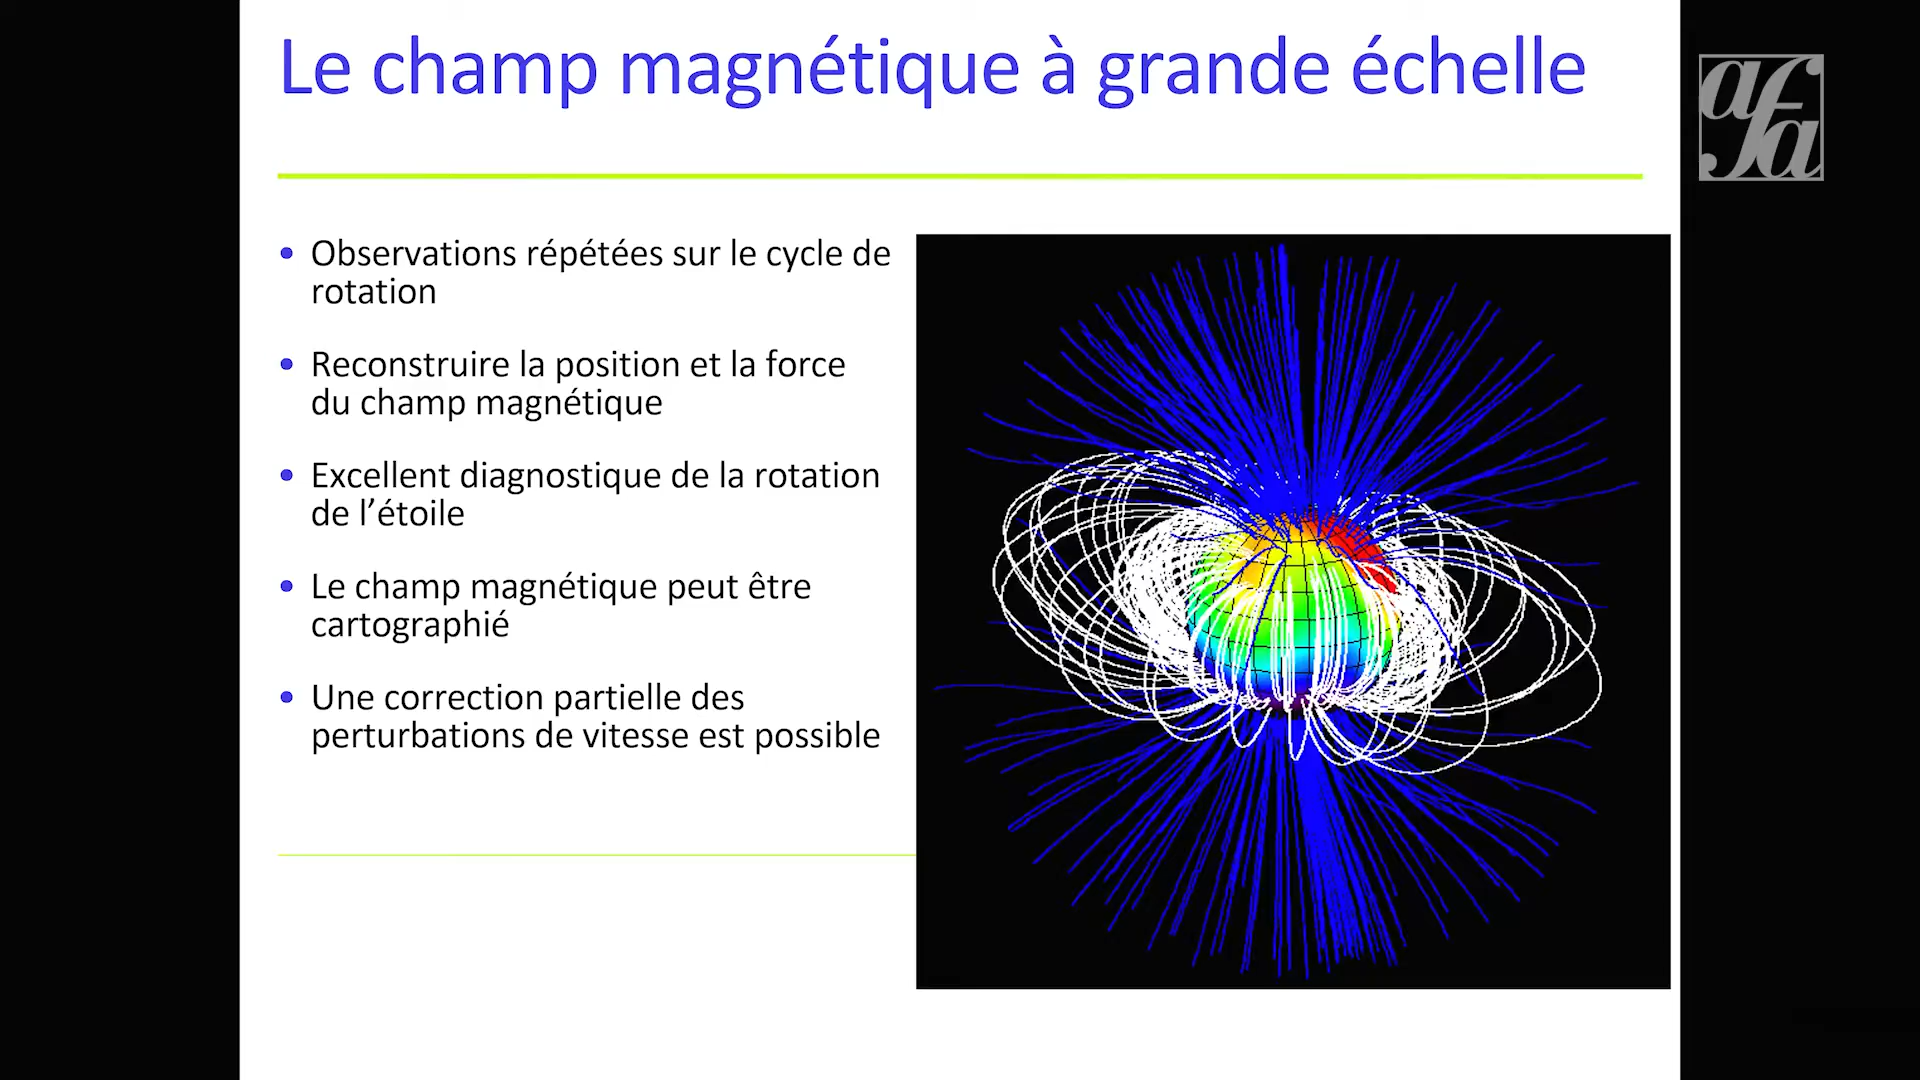 Le champ magnétique à grande échelle
afa
• Observations répétées sur le cycle de
rotation
• Reconstruire la position et la force
du champ magnétique
• Excellent diagnostique de la rotation
de l’étoile
• Le champ magnétique peut être
cartographié
• Une correction partielle des
perturbations de vitesse est possible